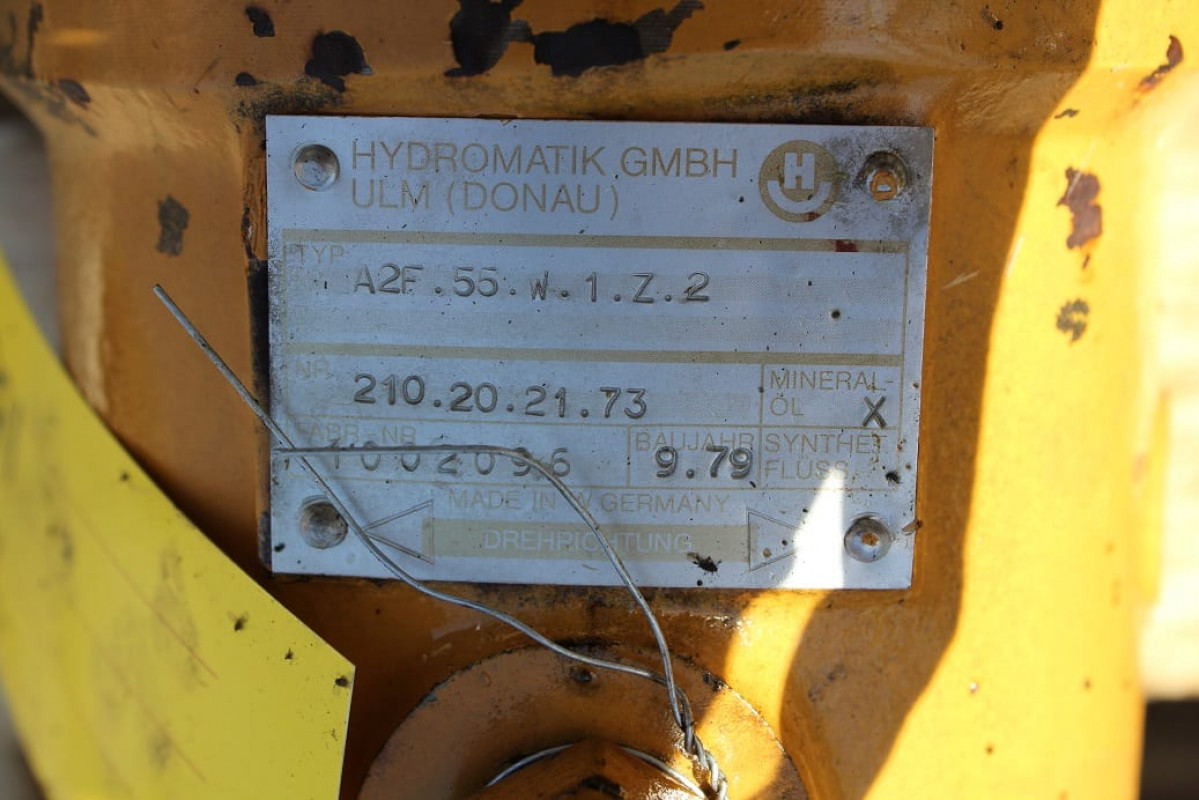 HYDROMATIK GMBH
ULM (DONAU)
H
TYP
A2F.55.W.1.Z.2
NR.
210.20.21.73
MINERAL-
ÖL X
FABR.-NR.
BAUJAHR
9.79
SYNTHET.
FLÜSS.
MADE IN W.GERMANY
DREHRICHTUNG